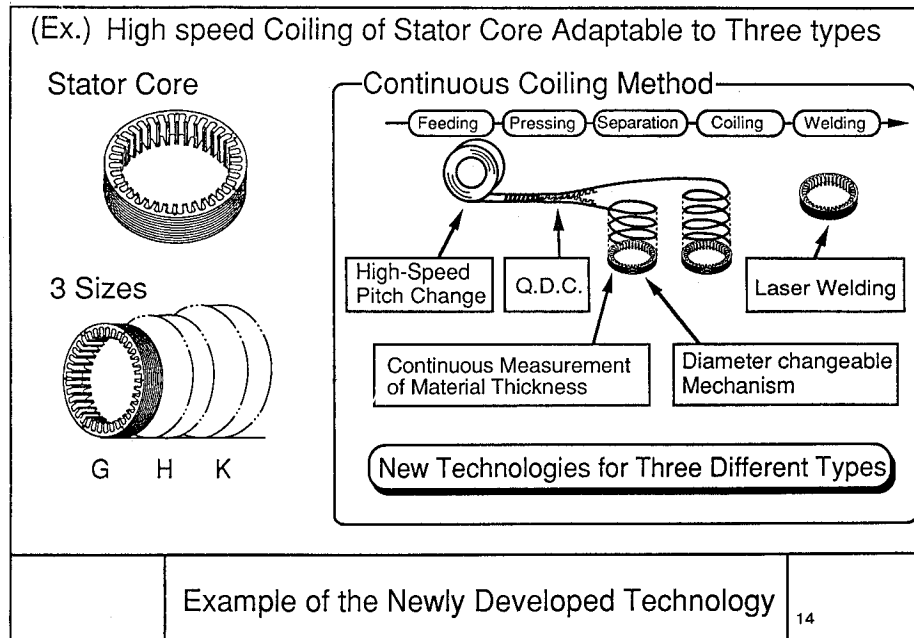 (Ex.) High speed Coiling of Stator Core Adaptable to Three types
Stator Core
3 Sizes
G H K
Continuous Coiling Method
Feeding Pressing Separation Coiling Welding
High-Speed
Pitch Change
Q.D.C.
Laser Welding
Continuous Measurement
of Material Thickness
Diameter changeable
Mechanism
New Technologies for Three Different Types
Example of the Newly Developed Technology
14